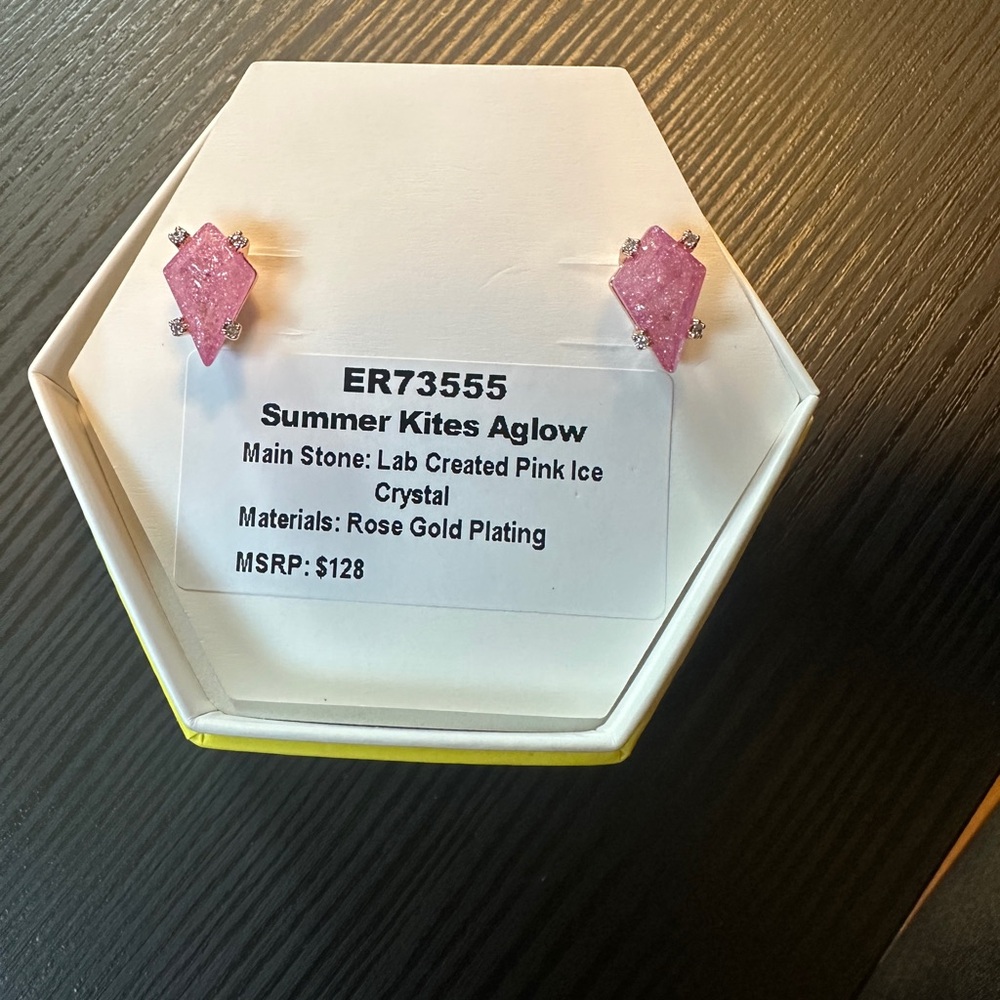 ER73555
Summer Kites Aglow
Main Stone: Lab Created Pink Ice
Crystal
Materials: Rose Gold Plating
MSRP: $128